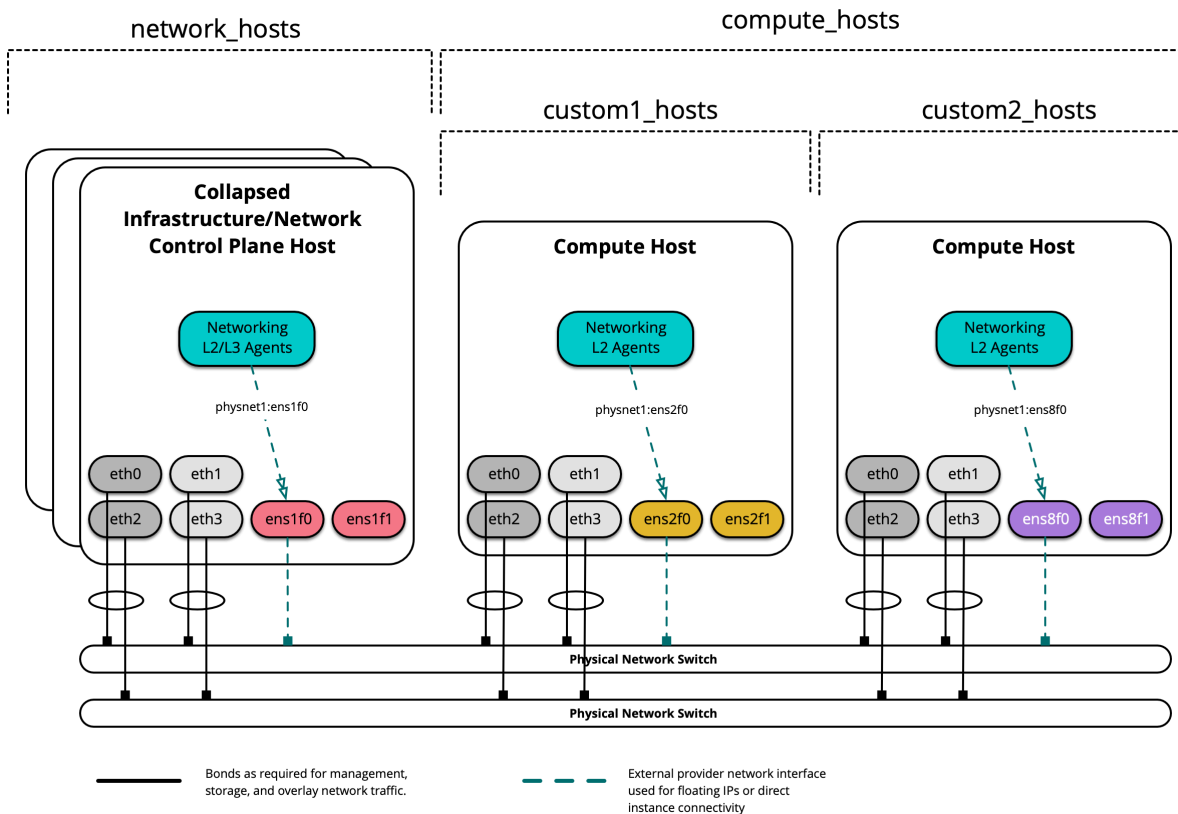 network_hosts
compute_hosts
custom1_hosts
custom2_hosts
Collapsed
Infrastructure/Network
Control Plane Host
Networking
L2/L3 Agents
physnet1:ens1f0
eth0
eth1
eth2
eth3
ens1f0
ens1f1
Compute Host
Networking
L2 Agents
physnet1:ens2f0
eth0
eth1
eth2
eth3
ens2f0
ens2f1
Compute Host
Networking
L2 Agents
physnet1:ens8f0
eth0
eth1
eth2
eth3
ens8f0
ens8f1
Physical Network Switch
Physical Network Switch
Bonds as required for management,
storage, and overlay network traffic.
External provider network interface
used for floating IPs or direct
instance connectivity